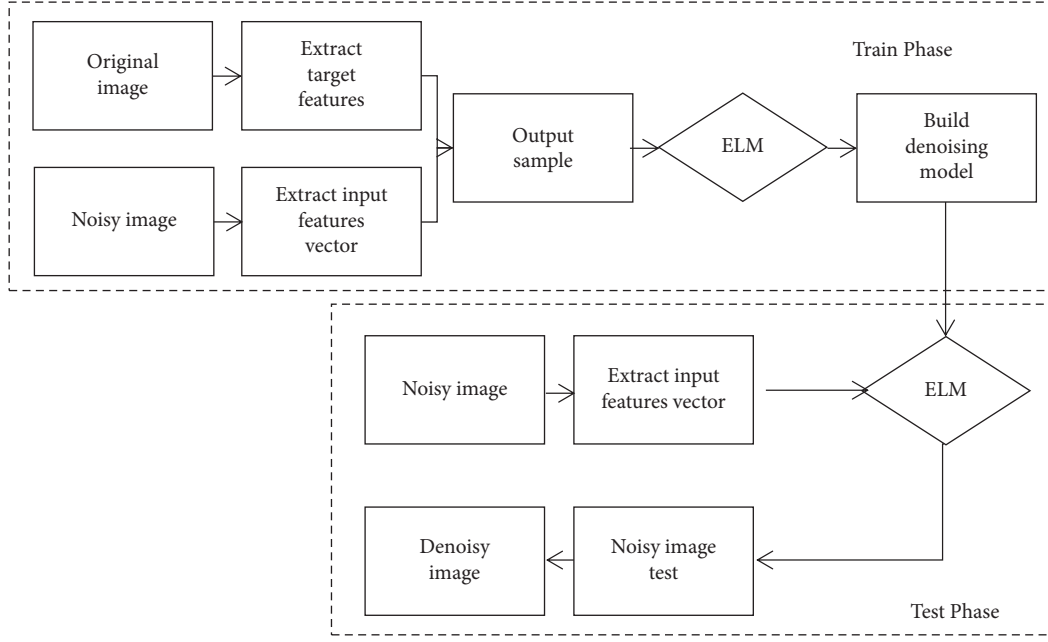 Original
image
Extract
target
features
Train Phase
Noisy image
Extract input
features
vector
Output
sample
ELM
Build
denoising
model
Noisy image
Extract input
features vector
ELM
Denoisy
image
Noisy image
test
Test Phase